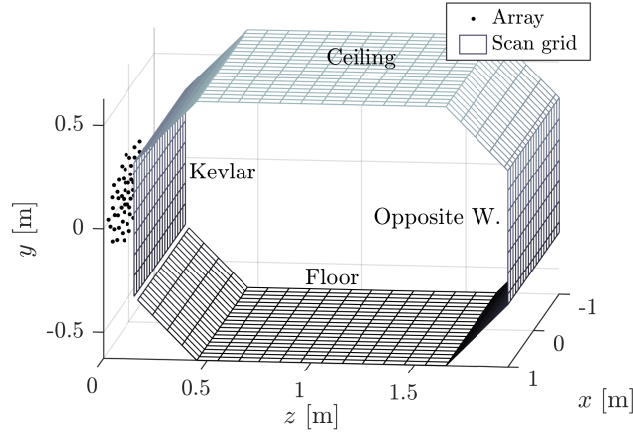 Array
Scan grid
Ceiling
0.5
Kevlar
0
Opposite W.
y [m]
Floor
-0.5
-1
0
0
0.5
1
1.5
1
x [m]
z [m]